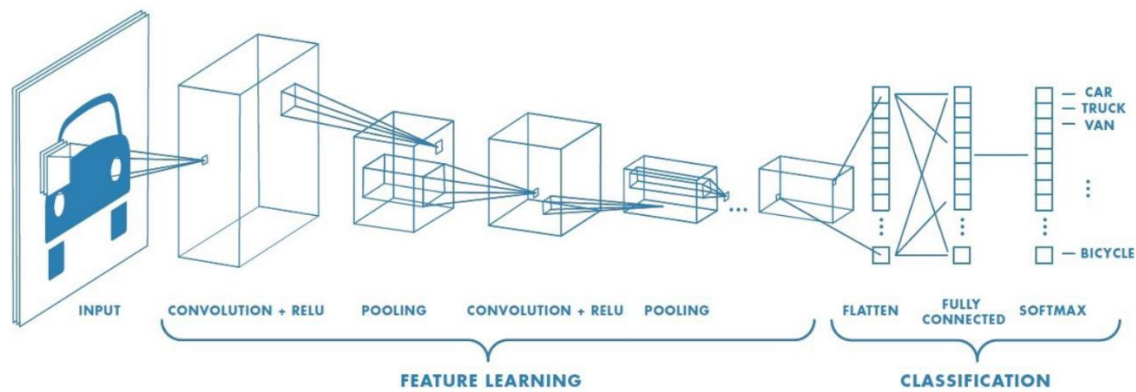 CAR
TRUCK
VAN
BICYCLE
INPUT
CONVOLUTION + RELU
POOLING
CONVOLUTION + RELU
POOLING
FLATTEN
FULLY
CONNECTED
SOFTMAX
FEATURE LEARNING
CLASSIFICATION